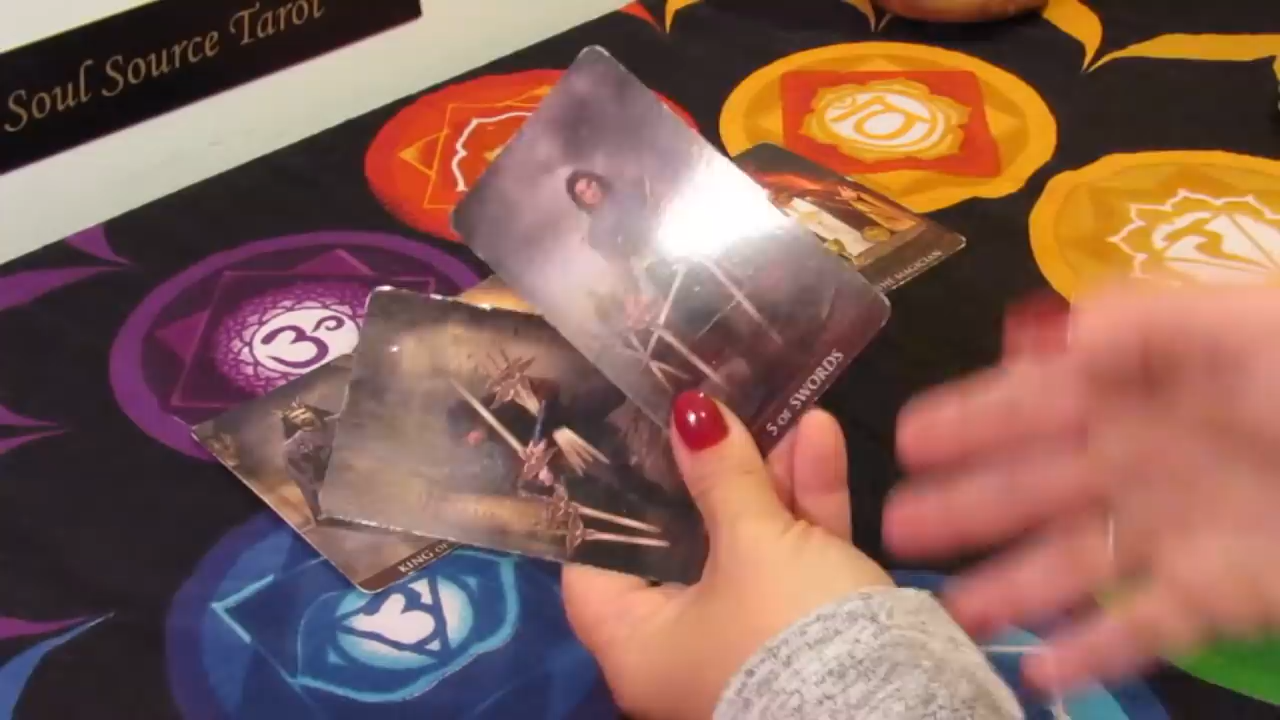 Soul Source Tarot
THE MAGICIAN
5 OF SWORDS
KING OF
ॐ